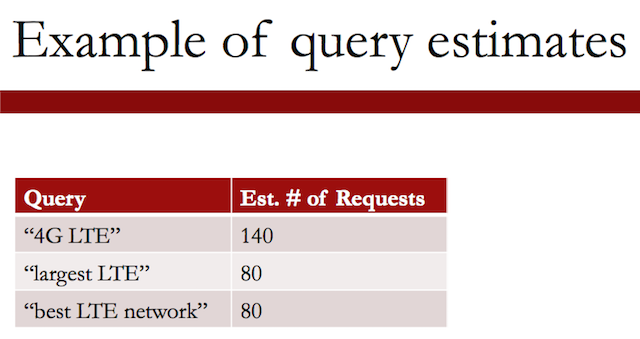 Example of query estimates
Query Est. # of Requests
“4G LTE” 140
“largest LTE” 80
“best LTE network” 80